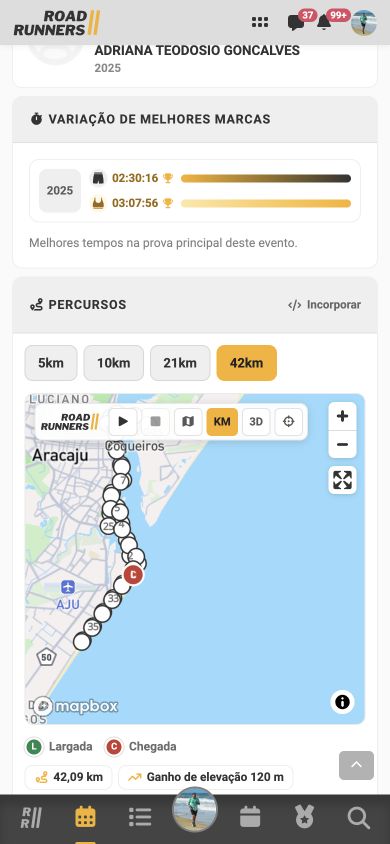 ROAD
RUNNERS
37
99+
ADRIANA TEODOSIO GONCALVES
2025
VARIAÇÃO DE MELHORES MARCAS
2025
02:30:16
03:07:56
Melhores tempos na prova principal deste evento.
PERCURSOS
</> Incorporar
5km
10km
21km
42km
LUCIANO
ROAD
RUNNERS
KM
3D
Coqueiros
Aracaju
7
5
25
4
2
C
AJU
33
35
50
mapbox
L Largada
C Chegada
42,09 km
Ganho de elevação 120 m